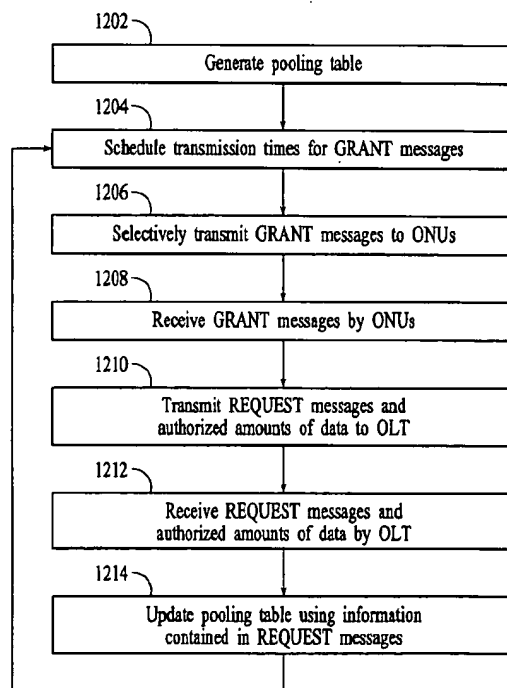 1202
Generate pooling table
1204
Schedule transmission times for GRANT messages
1206
Selectively transmit GRANT messages to ONUs
1208
Receive GRANT messages by ONUs
1210
Transmit REQUEST messages and
authorized amounts of data to OLT
1212
Receive REQUEST messages and
authorized amounts of data by OLT
1214
Update pooling table using information
contained in REQUEST messages